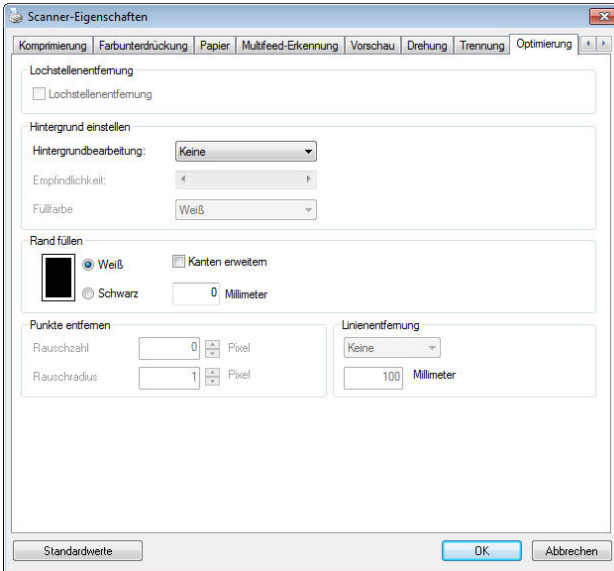 Scanner-Eigenschaften
Komprimierung Farbunterdrückung Papier Multifeed-Erkennung Vorschau Drehung Trennung Optimierung
Lochstellenentfernung
Lochstellenentfernung
Hintergrund einstellen
Hintergrundbearbeitung: Keine
Empfindlichkeit:
Füllfarbe Weiß
Rand füllen
Weiß Kanten erweitern
Schwarz 0 Millimeter
Punkte entfernen Linienentfernung
Rauschzahl 0 Pixel Keine
Rauschradius 1 Pixel 100 Millimeter
Standardwerte OK Abbrechen